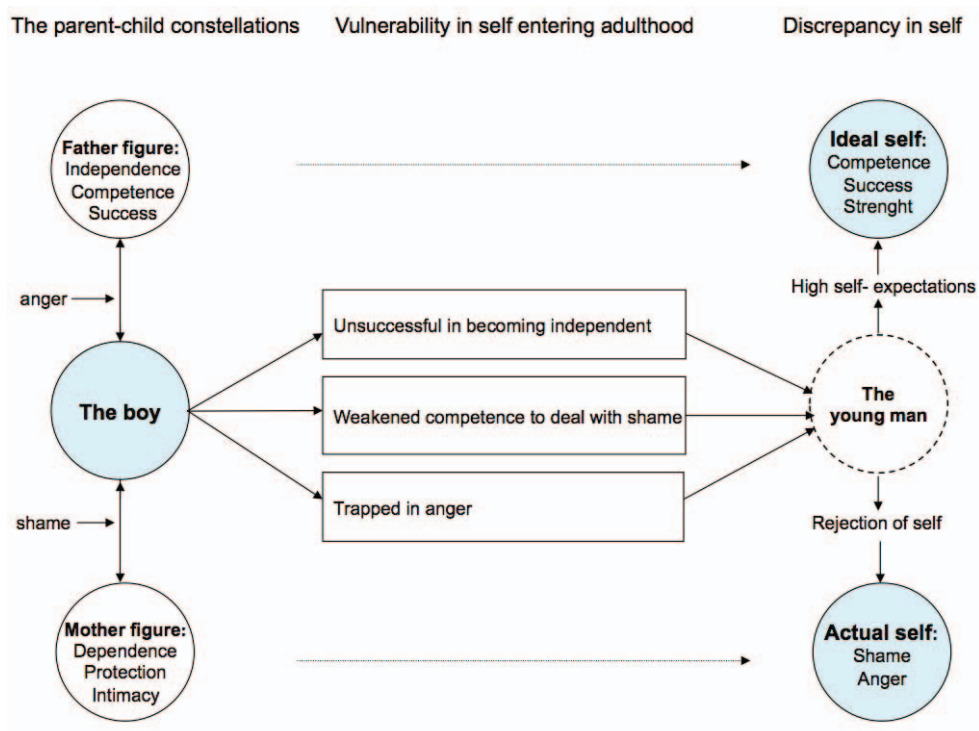 The parent-child constellations
Vulnerability in self entering adulthood
Discrepancy in self
Father figure:
Independence
Competence
Success
Ideal self:
Competence
Success
Strenght
anger
High self- expectations
Unsuccessful in becoming independent
The boy
Weakened competence to deal with shame
The
young man
Trapped in anger
shame
Rejection of self
Mother figure:
Dependence
Protection
Intimacy
Actual self:
Shame
Anger